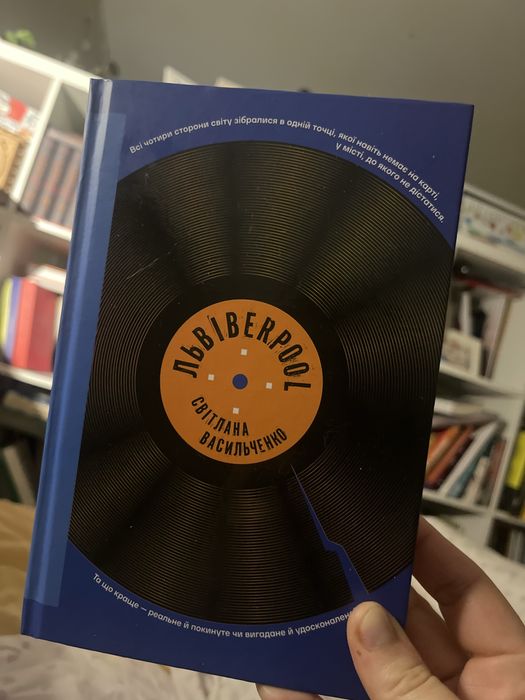 Всі чотири сторони світу зібралися в одній точці, якої навіть немає на карті,
у місті, до якого не дістатися.
ЛЬВІВERPOOL
СВІТЛАНА
ВАСИЛЬЧЕНКО
Та що краще — реальне й покинуте чи вигадане й удосконалене